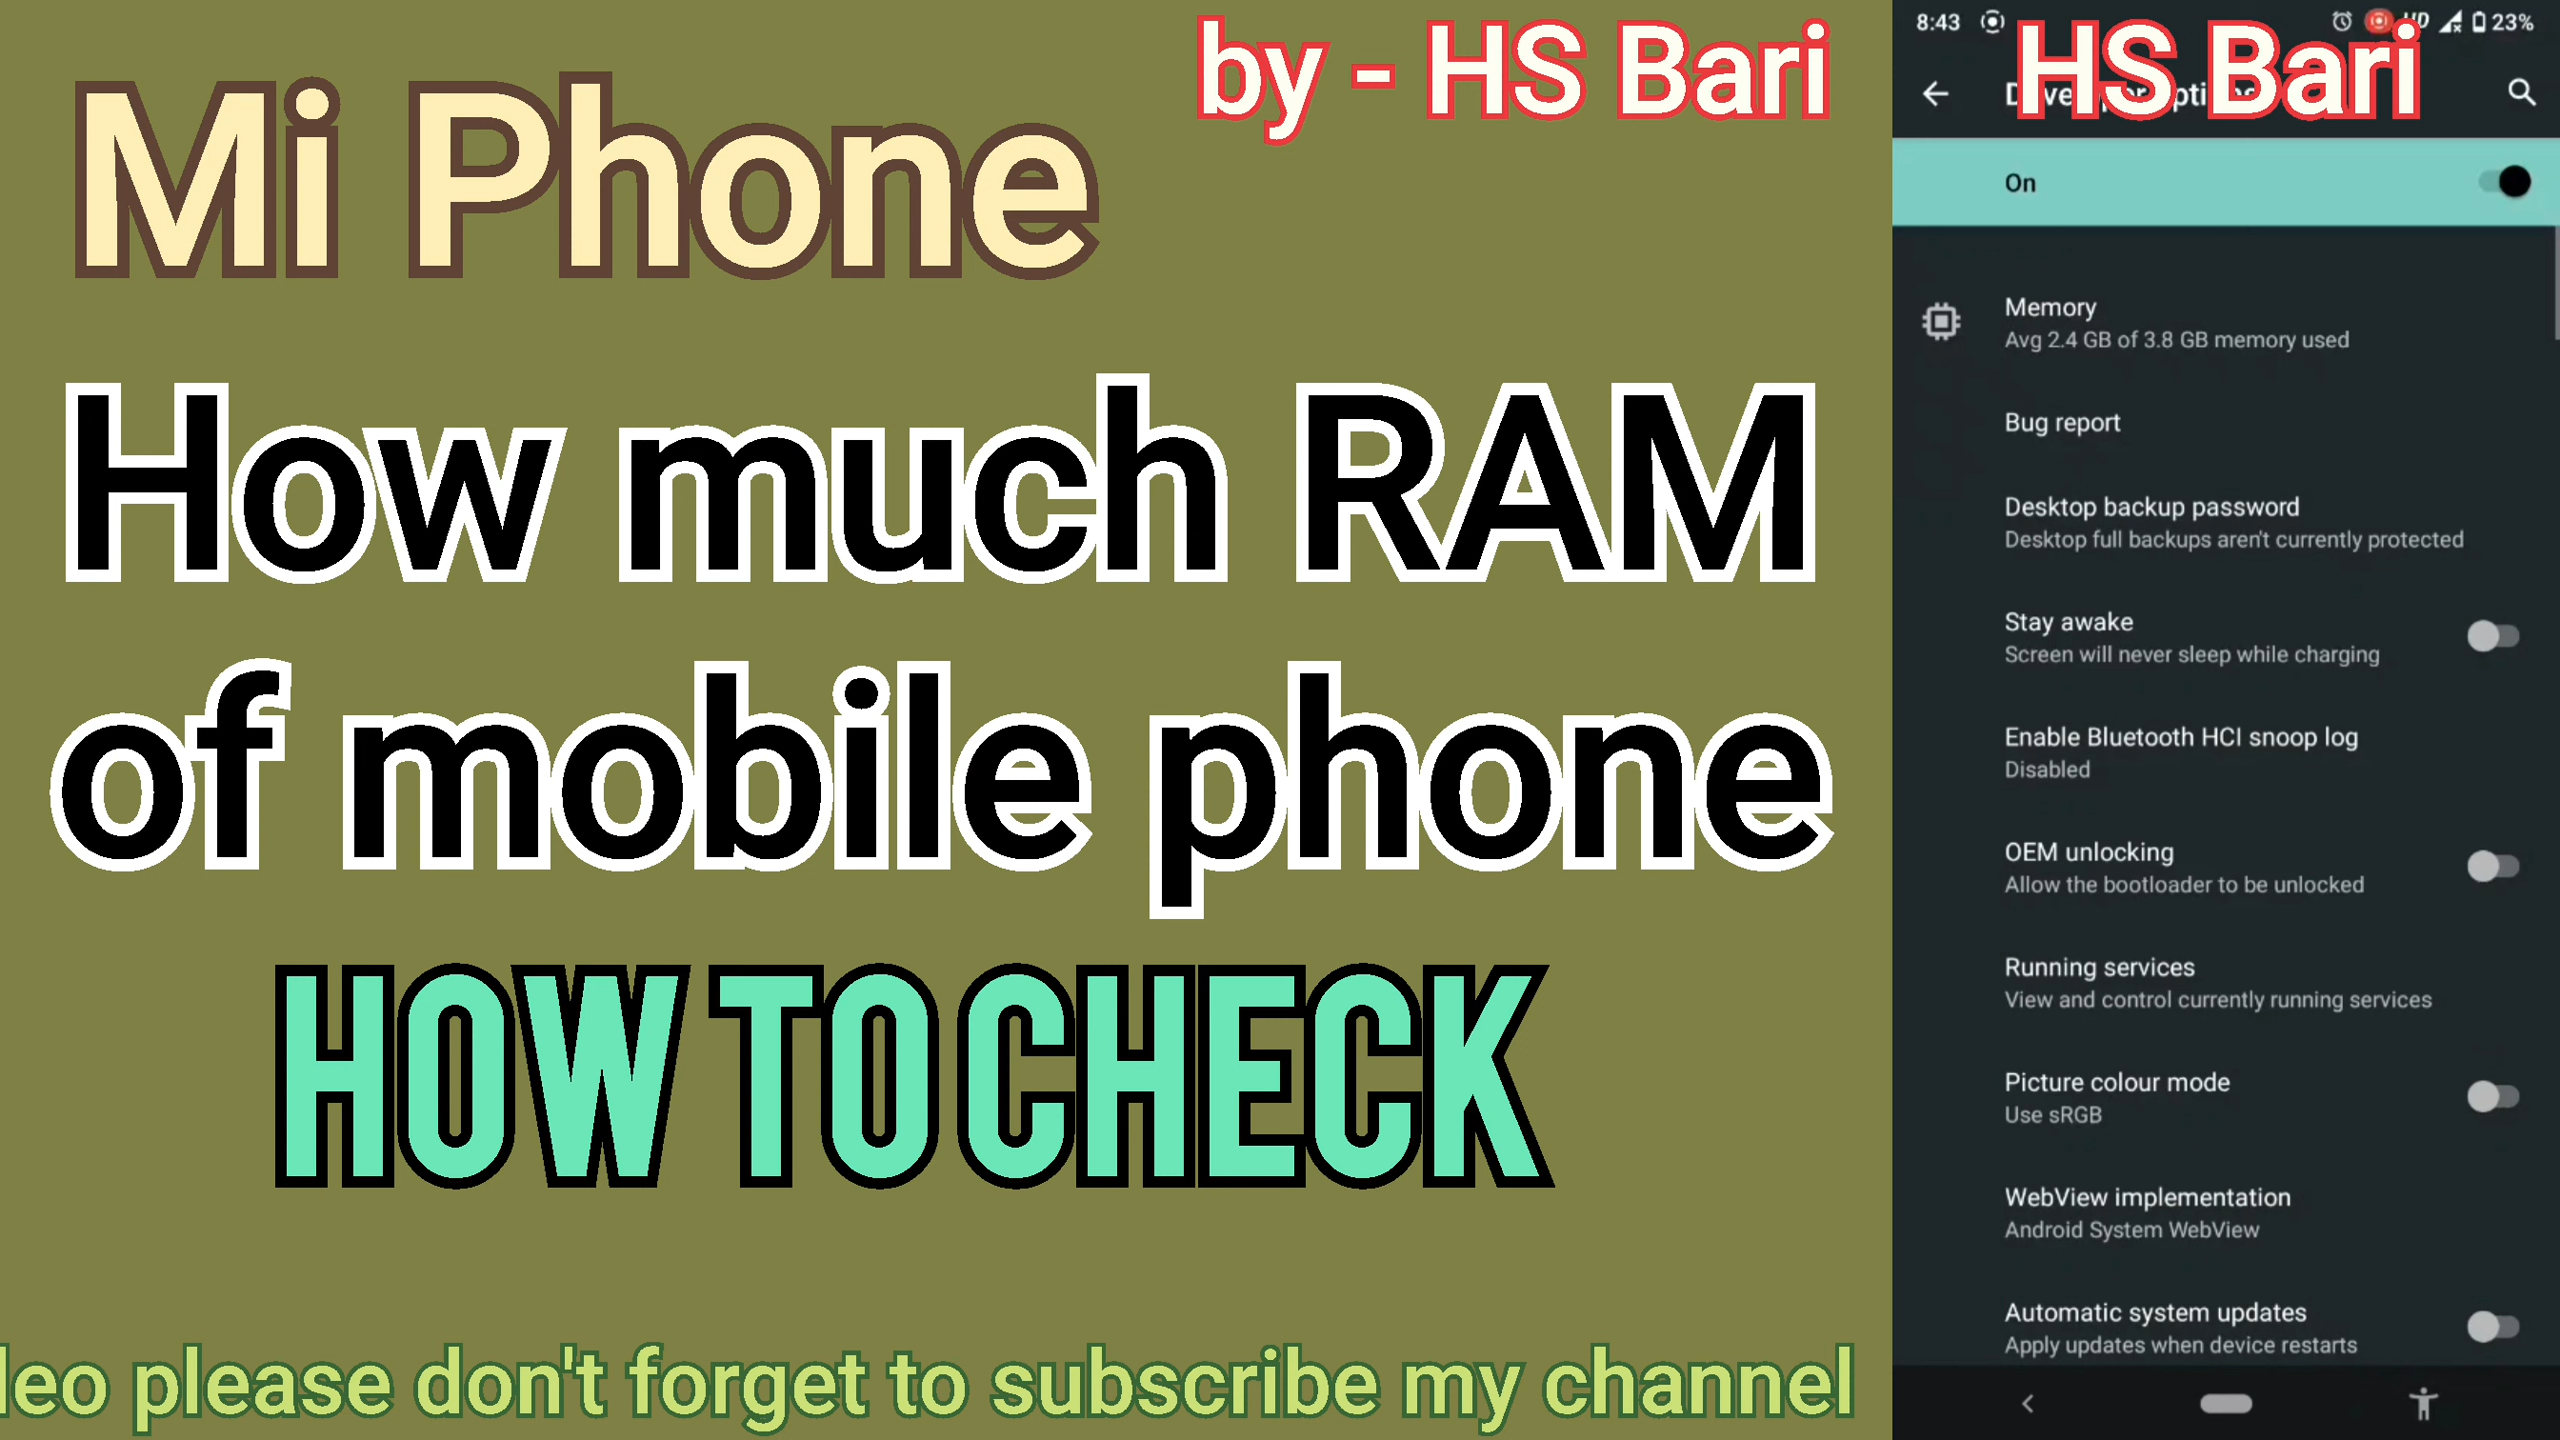 by - HS Bari
Mi Phone
How much RAM
of mobile phone
HOW TO CHECK
please don't forget to subscribe my channel
8:43
HD
23%
HS Bari
On
Memory
Avg 2.4 GB of 3.8 GB memory used
Bug report
Desktop backup password
Desktop full backups aren't currently protected
Stay awake
Screen will never sleep while charging
Enable Bluetooth HCI snoop log
Disabled
OEM unlocking
Allow the bootloader to be unlocked
Running services
View and control currently running services
Picture colour mode
Use sRGB
WebView implementation
Android System WebView
Automatic system updates
Apply updates when device restarts